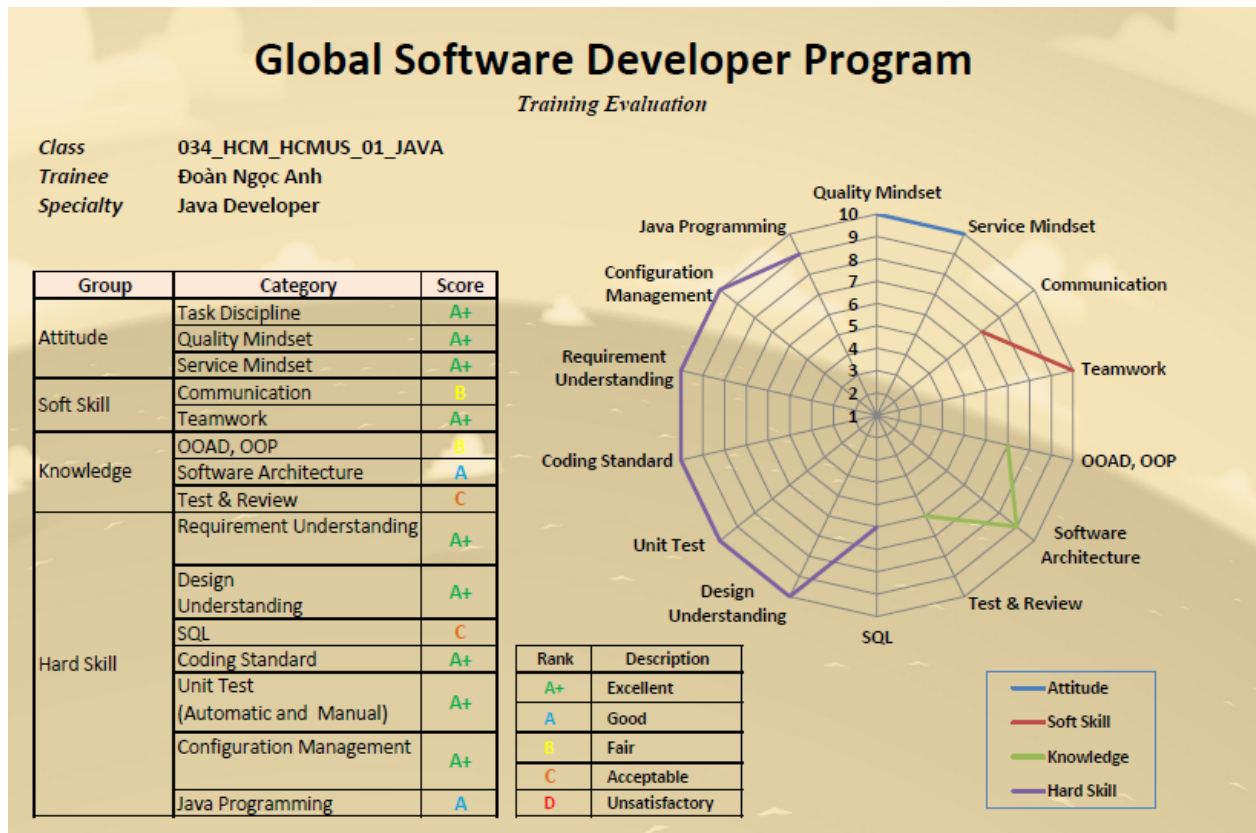 Global Software Developer Program
Training Evaluation
Class 034_HCM_HCMUS_01_JAVA
Trainee Đoàn Ngọc Anh
Specialty Java Developer
Group Category Score
Attitude
Task Discipline A+
Quality Mindset A+
Service Mindset A+
Soft Skill
Communication B
Teamwork A+
Knowledge
OOAD, OOP B
Software Architecture A
Test & Review C
Hard Skill
Requirement Understanding A+
Design
Understanding A+
SQL C
Coding Standard A+
Unit Test
(Automatic and Manual) A+
Configuration Management A+
Java Programming A
Rank Description
A+ Excellent
A Good
B Fair
C Acceptable
D Unsatisfactory
Quality Mindset
Service Mindset
Communication
Teamwork
OOAD, OOP
Software
Architecture
Test & Review
SQL
Design
Understanding
Unit Test
Coding Standard
Requirement
Understanding
Configuration
Management
Java Programming
10
9
8
7
6
5
4
3
2
1
Attitude
Soft Skill
Knowledge
Hard Skill